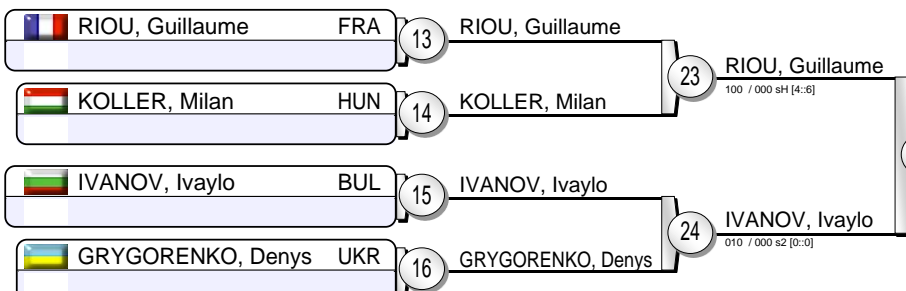 RIOU, Guillaume FRA 13 RIOU, Guillaume
23 RIOU, Guillaume
100 / 000 sH [4::6]
KOLLER, Milan HUN 14 KOLLER, Milan
IVANOV, Ivaylo BUL 15 IVANOV, Ivaylo
24 IVANOV, Ivaylo
010 / 000 s2 [0::0]
GRYGORENKO, Denys UKR 16 GRYGORENKO, Denys